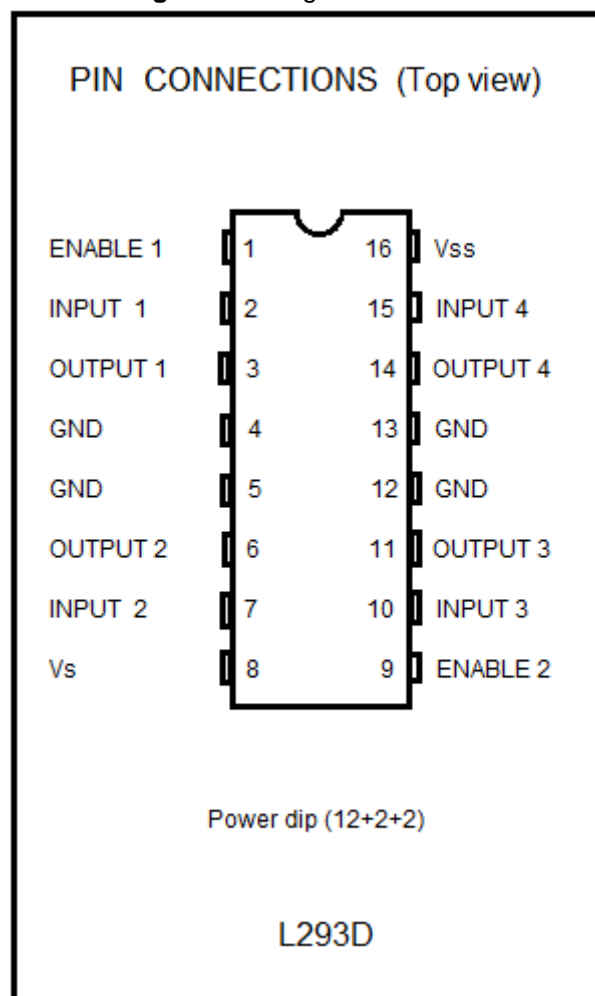 PIN CONNECTIONS (Top view)
ENABLE 1 1 16 Vss
INPUT 1 2 15 INPUT 4
OUTPUT 1 3 14 OUTPUT 4
GND 4 13 GND
GND 5 12 GND
OUTPUT 2 6 11 OUTPUT 3
INPUT 2 7 10 INPUT 3
Vs 8 9 ENABLE 2
Power dip (12+2+2)
L293D